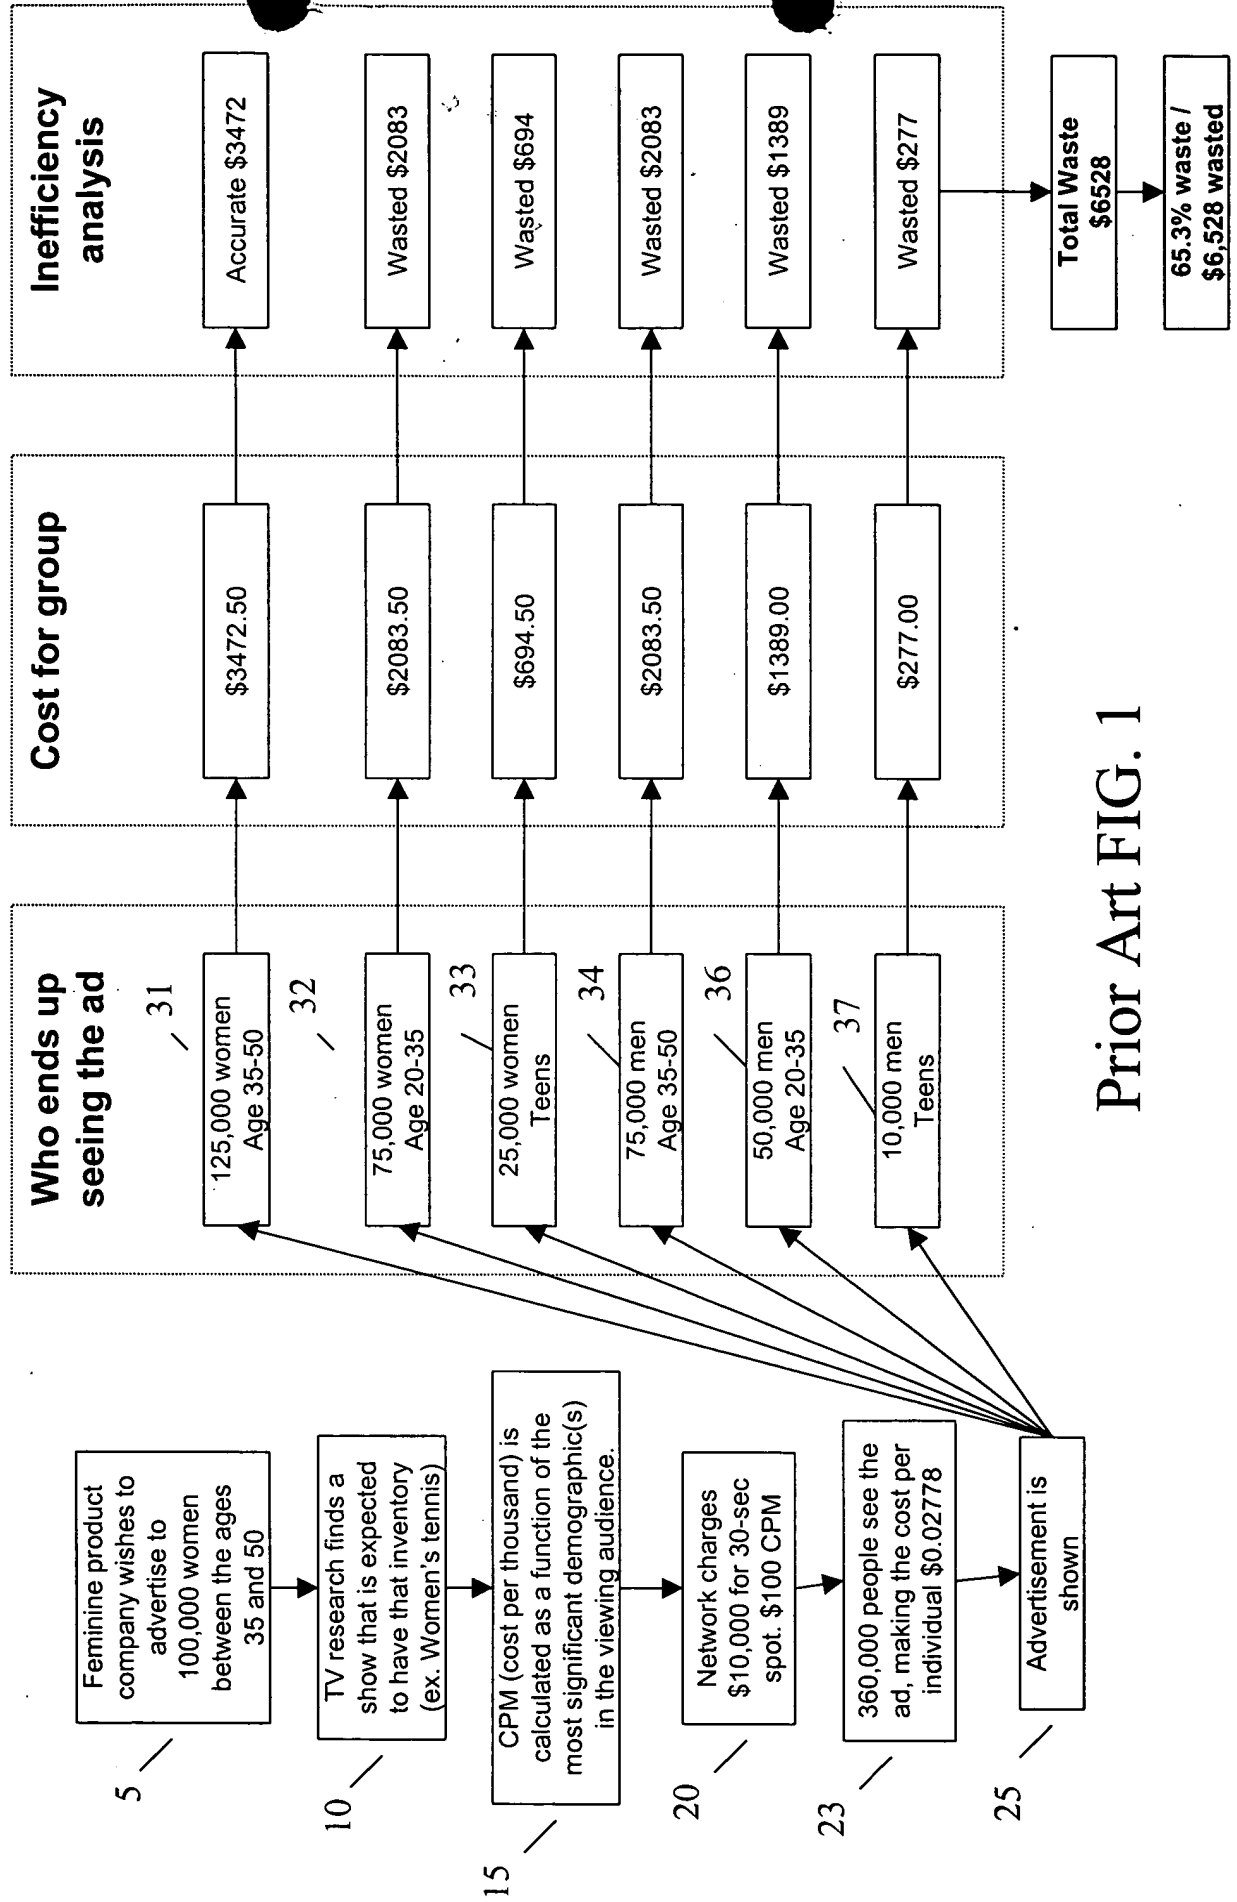 Feminine product
company wishes to
advertise to
100,000 women
between the ages
35 and 50
5
TV research finds a
show that is expected
to have that inventory
(ex. Women's tennis)
10
CPM (cost per thousand) is
calculated as a function of the
most significant demographic(s)
in the viewing audience.
15
Network charges
$10,000 for 30-sec
spot. $100 CPM
20
360,000 people see the
ad, making the cost per
individual $0.02778
23
Advertisement is
shown
25
Who ends up
seeing the ad
31
125,000 women
Age 35-50
32
75,000 women
Age 20-35
33
25,000 women
Teens
34
75,000 men
Age 35-50
36
50,000 men
Age 20-35
37
10,000 men
Teens
Cost for group
$3472.50
$2083.50
$694.50
$2083.50
$1389.00
$277.00
Inefficiency
analysis
Accurate $3472
Wasted $2083
Wasted $694
Wasted $2083
Wasted $1389
Wasted $277
Total Waste
$6528
65.3% waste /
$6,528 wasted
Prior Art FIG. 1